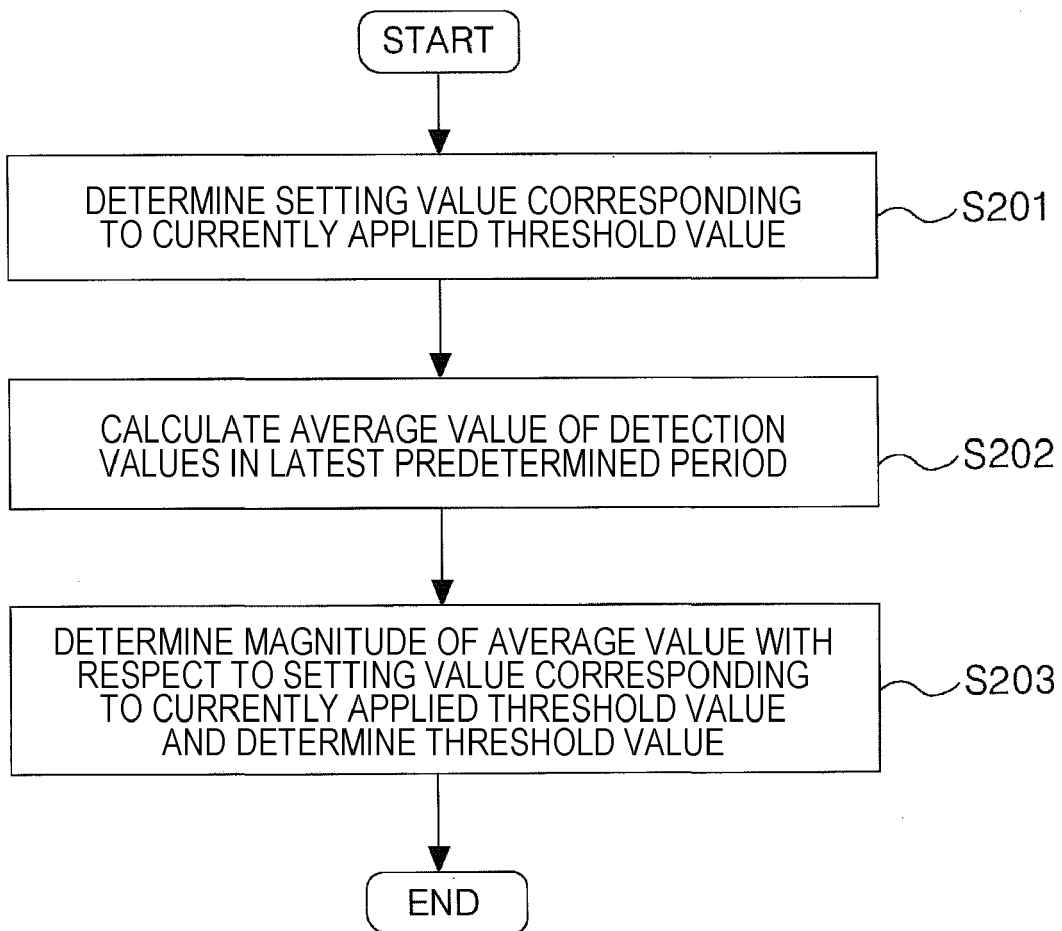 START
DETERMINE SETTING VALUE CORRESPONDING
TO CURRENTLY APPLIED THRESHOLD VALUE
S201
CALCULATE AVERAGE VALUE OF DETECTION
VALUES IN LATEST PREDETERMINED PERIOD
S202
DETERMINE MAGNITUDE OF AVERAGE VALUE WITH
RESPECT TO SETTING VALUE CORRESPONDING
TO CURRENTLY APPLIED THRESHOLD VALUE
AND DETERMINE THRESHOLD VALUE
S203
END